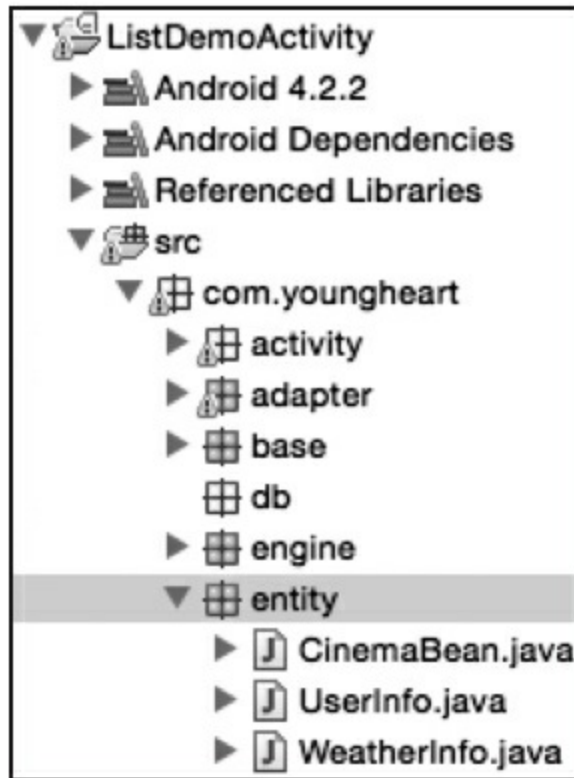 ListDemoActivity
Android 4.2.2
Android Dependencies
Referenced Libraries
src
com.youngheart
activity
adapter
base
db
engine
entity
CinemaBean.java
UserInfo.java
WeatherInfo.java